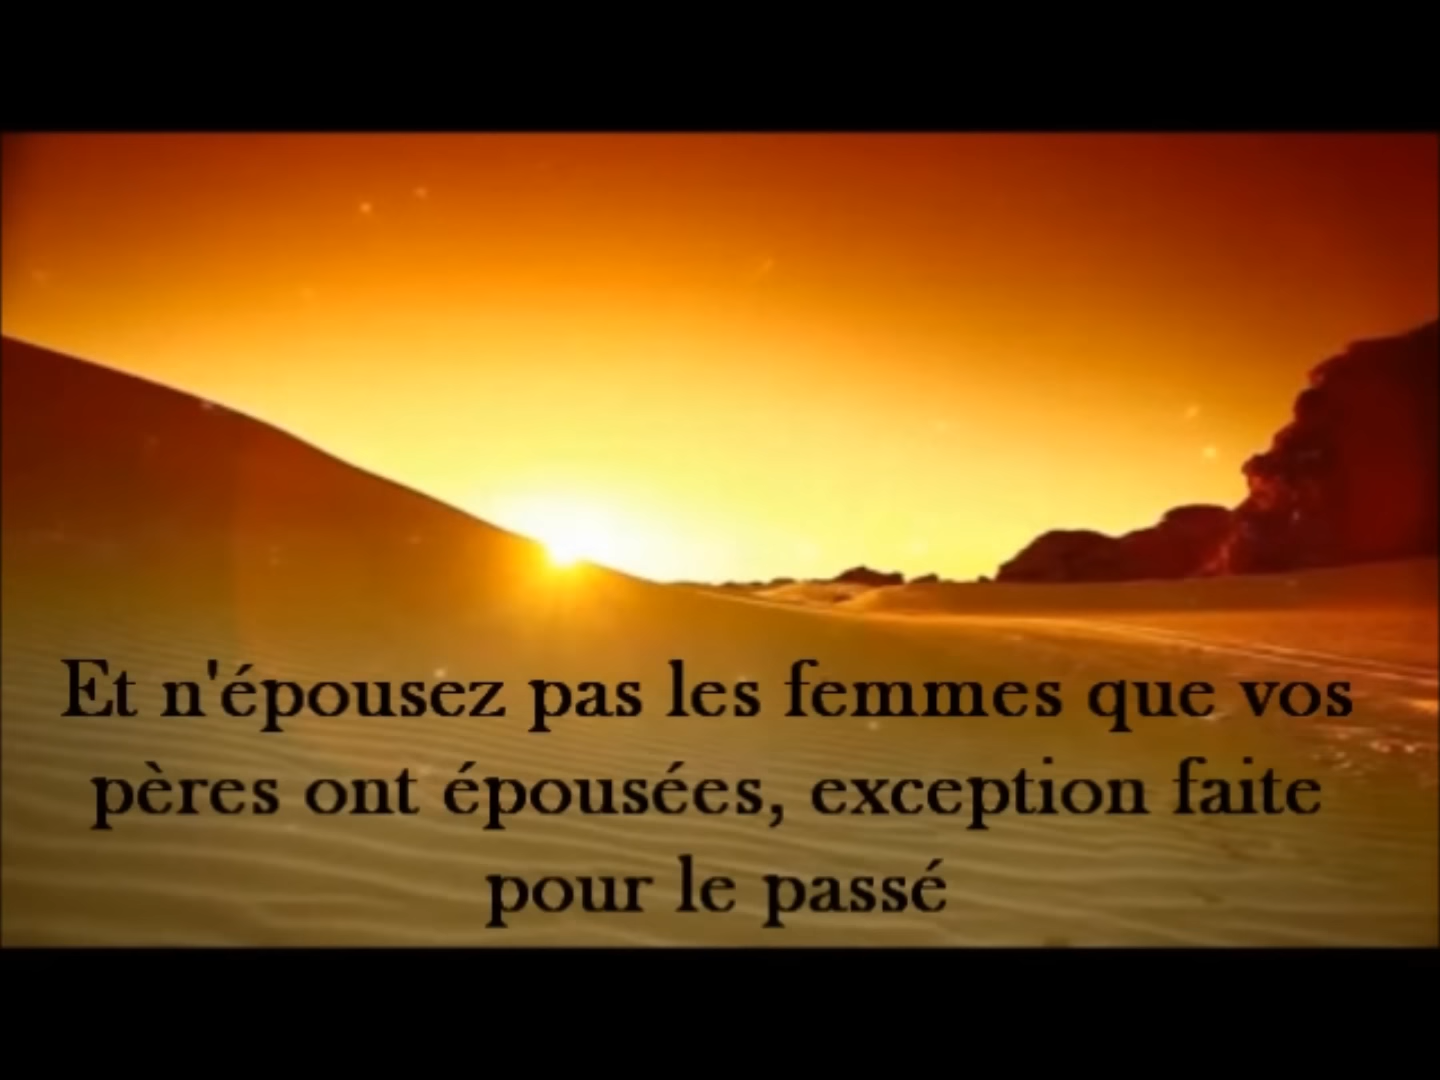 Et n'épousez pas les femmes que vos
pères ont épousées, exception faite
pour le passé